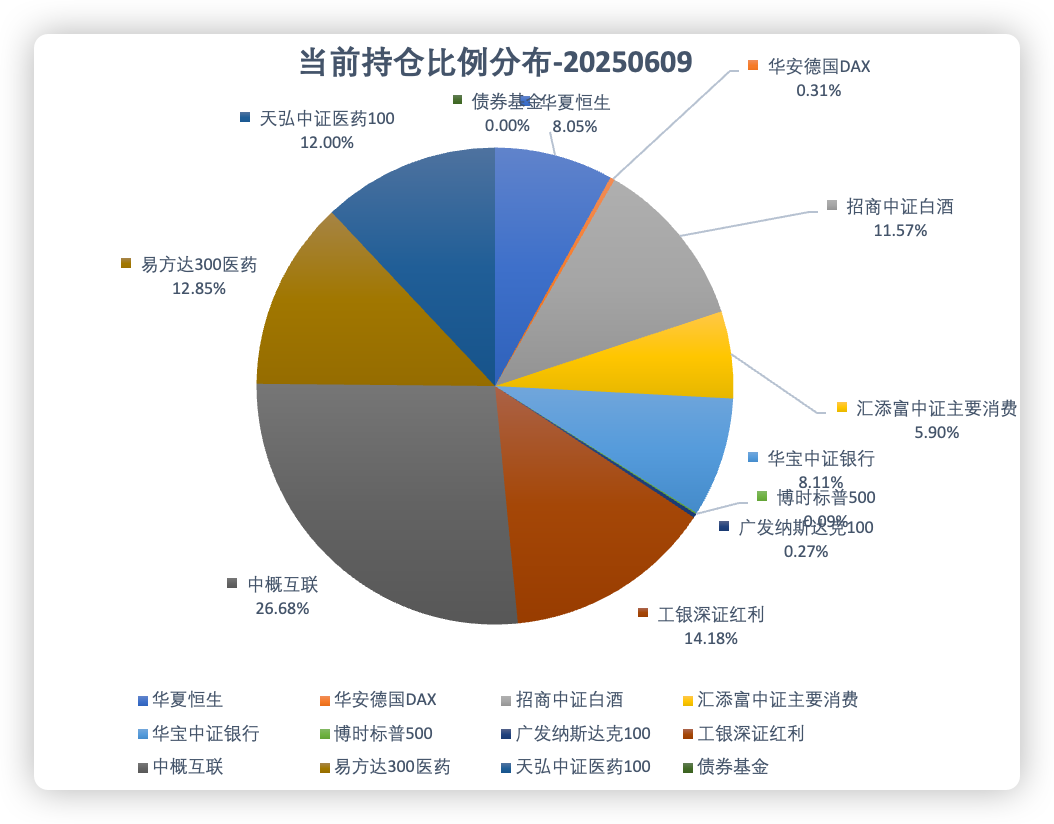 当前持仓比例分布-20250609
华安德国DAX
0.31%
债券基金
0.00%
华夏恒生
8.05%
天弘中证医药100
12.00%
招商中证白酒
11.57%
易方达300医药
12.85%
汇添富中证主要消费
5.90%
华宝中证银行
8.11%
博时标普500
0.09%
广发纳斯达克100
0.27%
中概互联
26.68%
工银深证红利
14.18%
华夏恒生 华安德国DAX 招商中证白酒 汇添富中证主要消费
华宝中证银行 博时标普500 广发纳斯达克100 工银深证红利
中概互联 易方达300医药 天弘中证医药100 债券基金